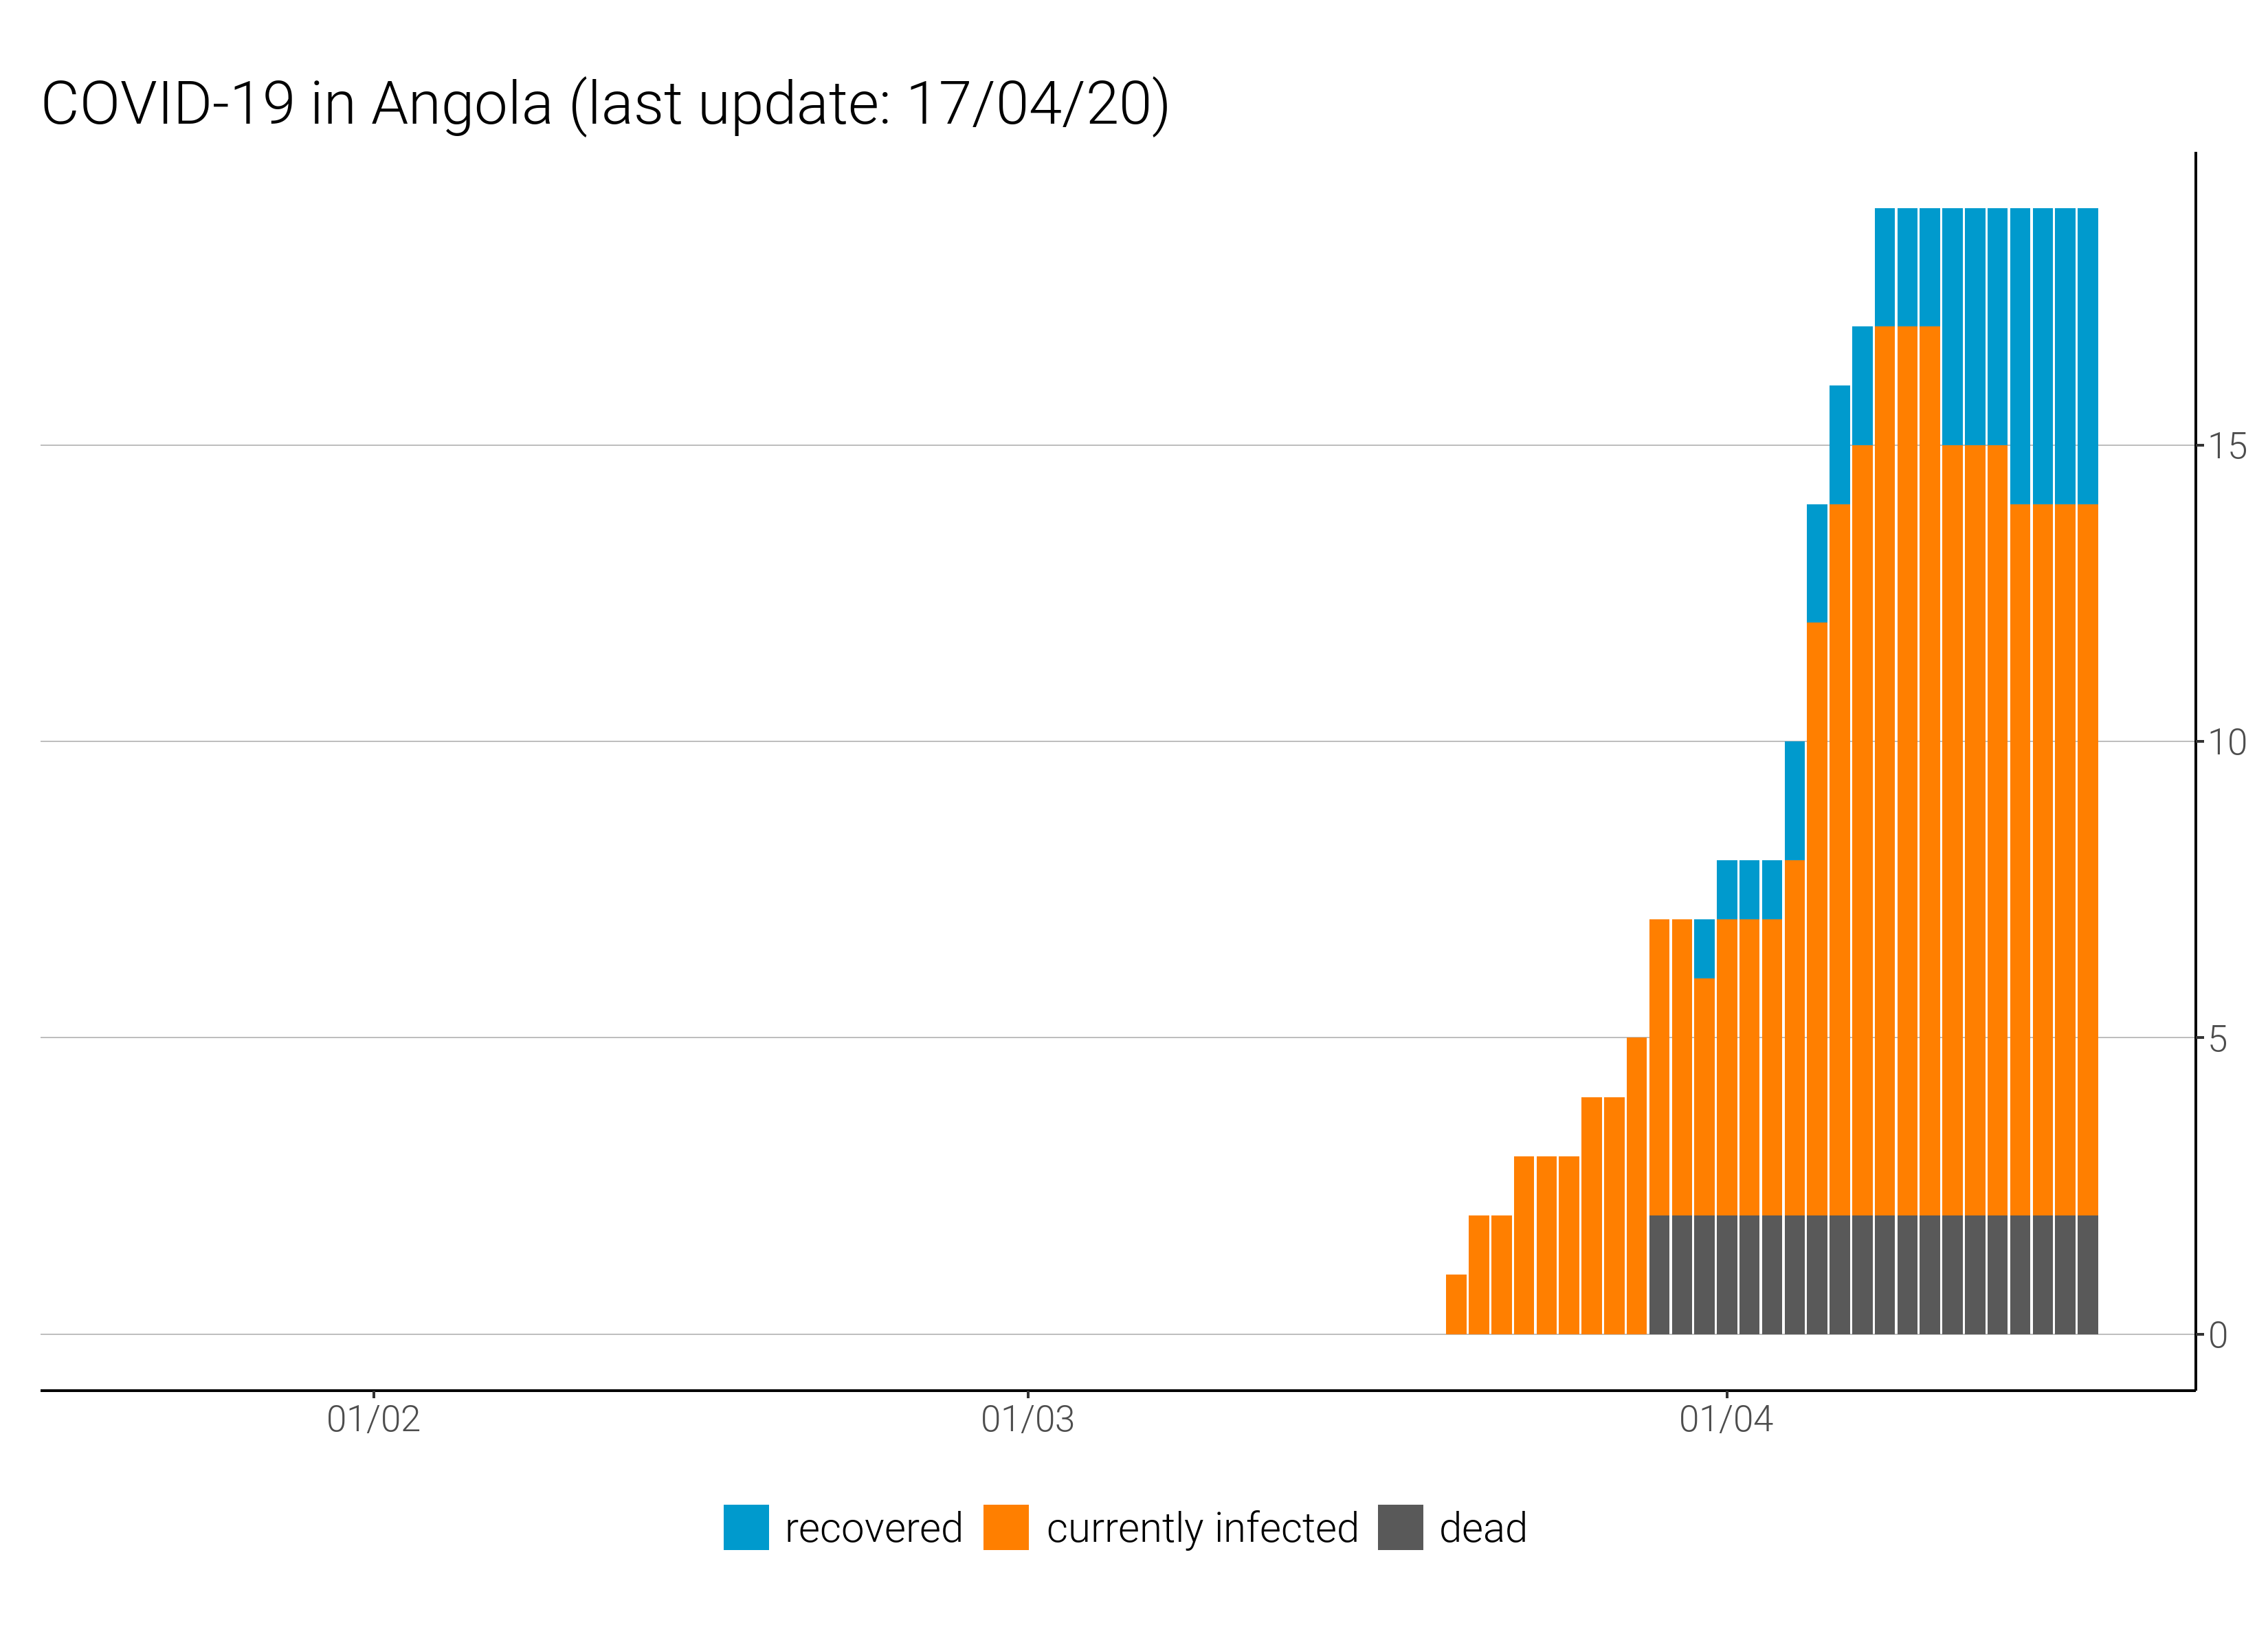 COVID-19 in Angola (last update: 17/04/20)
15
10
5
0
01/02 01/03 01/04
recovered currently infected dead